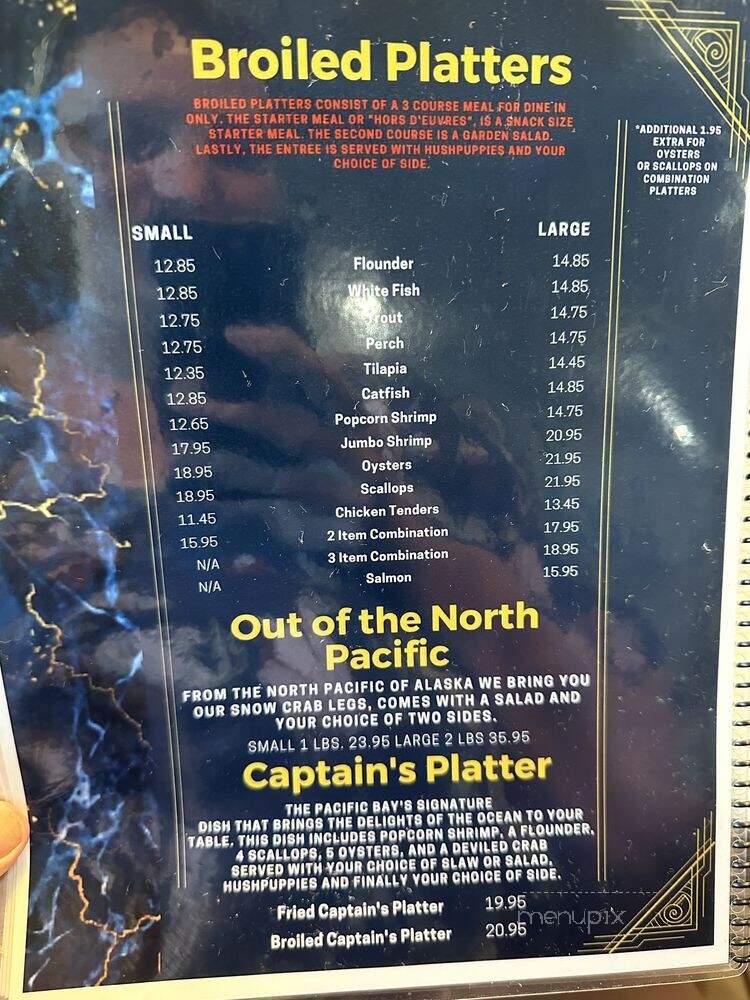 Broiled Platters
BROILED PLATTERS CONSIST OF A 3 COURSE MEAL FOR DINE IN
ONLY. THE STARTER MEAL OR "HORS D'EUVRES", IS A SNACK SIZE
STARTER MEAL. THE SECOND COURSE IS A GARDEN SALAD.
LASTLY, THE ENTREE IS SERVED WITH HUSHPUPPIES AND YOUR
CHOICE OF SIDE.
*ADDITIONAL 1.95
EXTRA FOR
OYSTERS
OR SCALLOPS ON
COMBINATION
PLATTERS
SMALL LARGE
12.85 Flounder 14.85
12.85 White Fish 14.85
12.75 Trout 14.75
12.75 Perch 14.75
12.35 Tilapia 14.45
12.85 Catfish 14.85
12.65 Popcorn Shrimp 14.75
17.95 Jumbo Shrimp 20.95
18.95 Oysters 21.95
18.95 Scallops 21.95
11.45 Chicken Tenders 13.45
15.95 2 Item Combination 17.95
N/A 3 Item Combination 18.95
N/A Salmon 15.95
Out of the North
Pacific
FROM THE NORTH PACIFIC OF ALASKA WE BRING YOU
OUR SNOW CRAB LEGS, COMES WITH A SALAD AND
YOUR CHOICE OF TWO SIDES.
SMALL 1 LBS. 23.95 LARGE 2 LBS 35.95
Captain's Platter
THE PACIFIC BAY'S SIGNATURE
DISH THAT BRINGS THE DELIGHTS OF THE OCEAN TO YOUR
TABLE. THIS DISH INCLUDES POPCORN SHRIMP, A FLOUNDER,
4 SCALLOPS, 5 OYSTERS, AND A DEVILED CRAB
SERVED WITH YOUR CHOICE OF SLAW OR SALAD,
HUSHPUPPIES AND FINALLY YOUR CHOICE OF SIDE.
Fried Captain's Platter 19.95
Broiled Captain's Platter 20.95
menupix